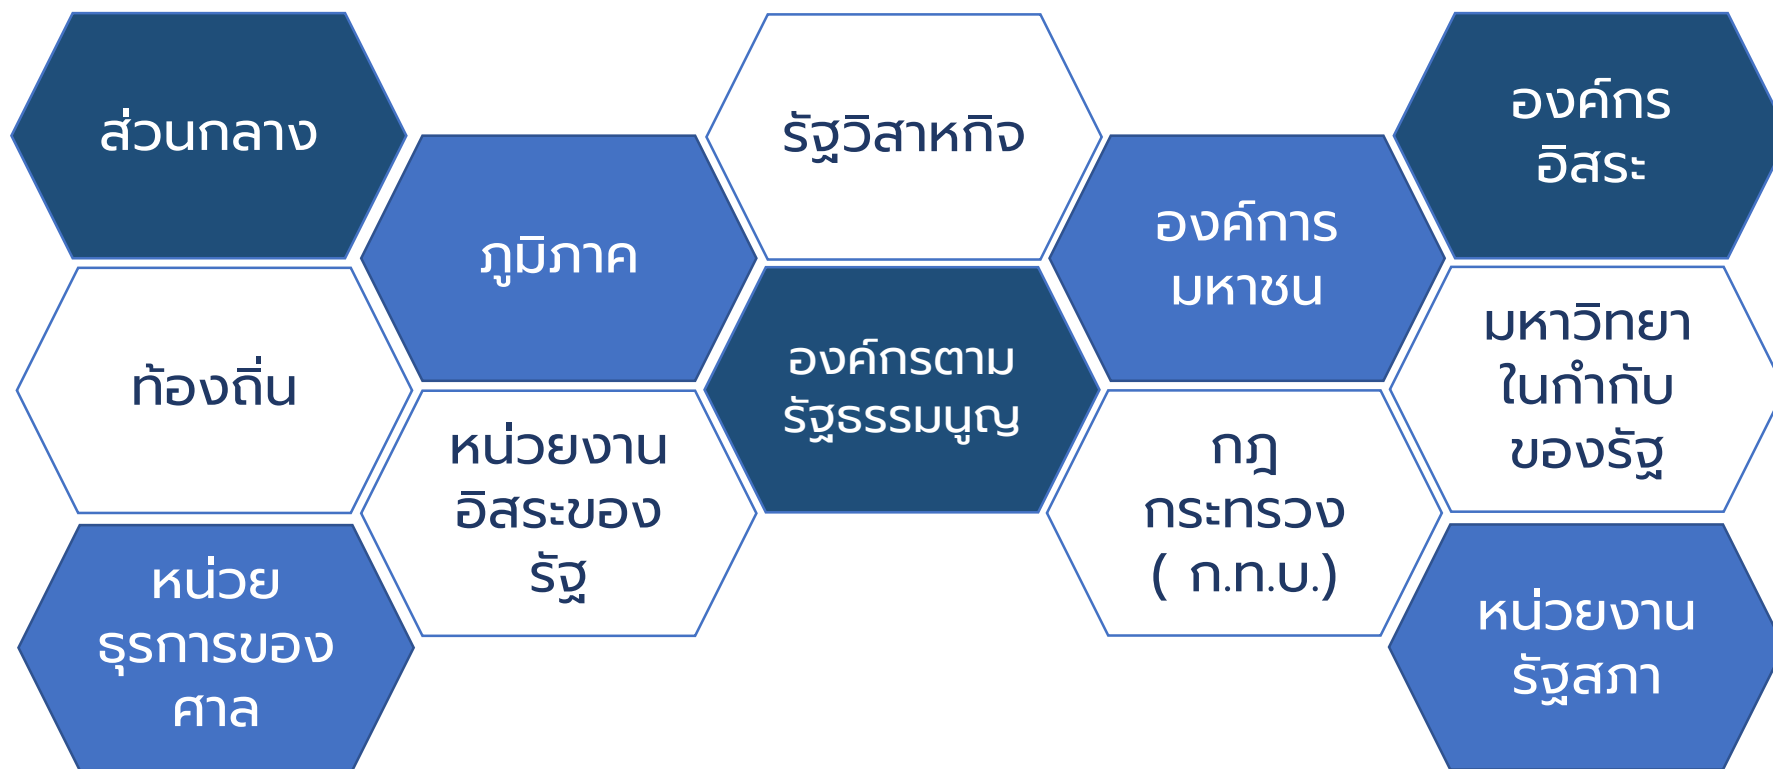 ส่วนกลาง
ภูมิภาค
รัฐวิสาหกิจ
องค์การ
มหาชน
องค์กร
อิสระ
ท้องถิ่น
หน่วยงาน
อิสระของ
รัฐ
องค์กรตาม
รัฐธรรมนูญ
กฎ
กระทรวง
( ก.ท.บ.)
มหาวิทยา
ในกำกับ
ของรัฐ
หน่วย
ธุรการของ
ศาล
หน่วยงาน
รัฐสภา